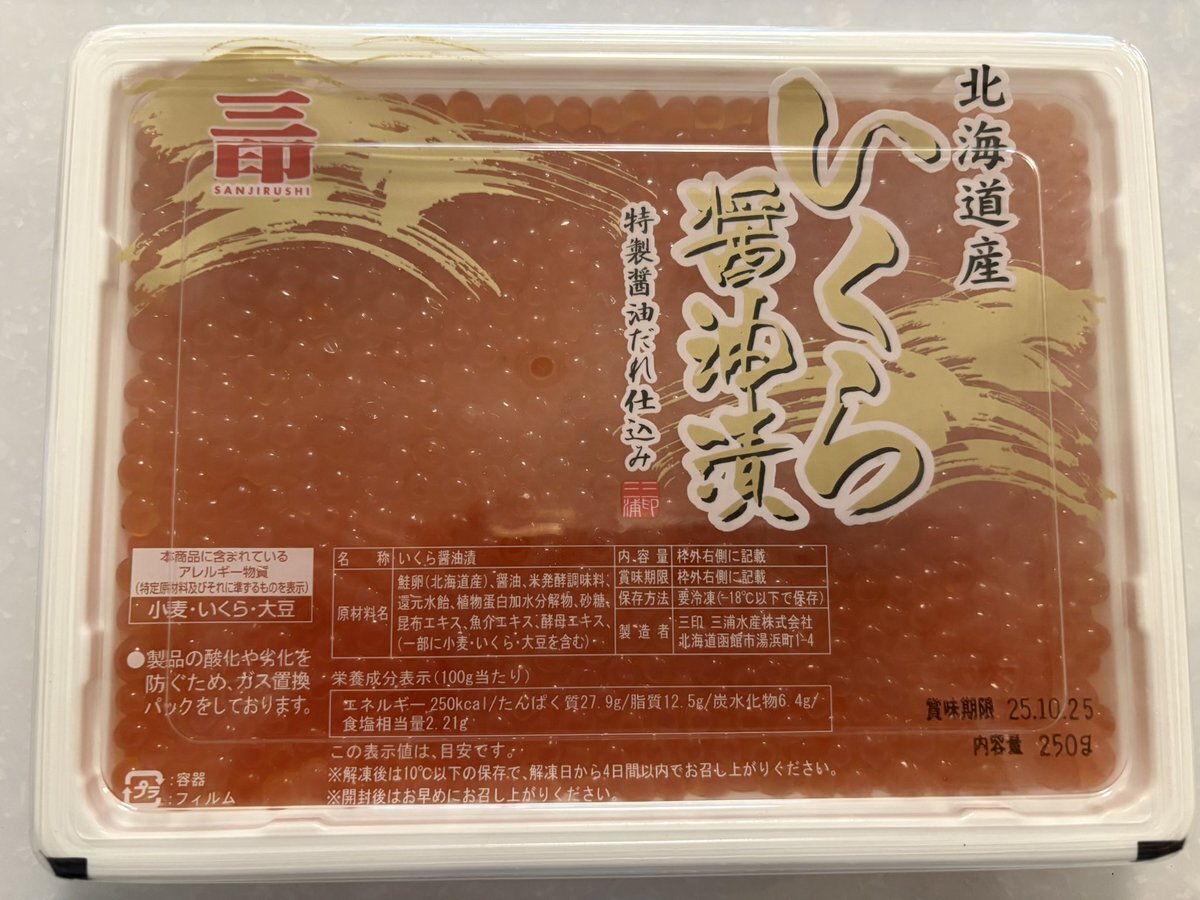 三印
SANJIRUSHI
北海道産
いくら
醤油漬
特製醤油だれ仕込み
三印
三浦
本商品に含まれている
アレルギー物質
(特定原材料及びそれに準ずるものを表示)
小麦・いくら・大豆
●製品の酸化や劣化を
防ぐため、ガス置換
パックをしております。
プラ
:容器
:フィルム
名称 いくら醤油漬
原材料名 鮭卵(北海道産)、醤油、米発酵調味料、
還元水飴、植物蛋白加水分解物、砂糖、
昆布エキス、魚介エキス、酵母エキス、
(一部に小麦・いくら・大豆を含む)
内容量 枠外右側に記載
賞味期限 枠外右側に記載
保存方法 要冷凍(-18℃以下で保存)
製造者 三印 三浦水産株式会社
北海道函館市湯浜町1-4
栄養成分表示(100g当たり)
エネルギー 250kcal/たんぱく質27.9g/脂質12.5g/炭水化物6.4g/
食塩相当量2.21g
この表示値は、目安です。
※解凍後は10℃以下の保存で、解凍日から4日間以内でお召し上がりください。
※開封後はお早めにお召し上がりください。
賞味期限 25.10.25
内容量 250g